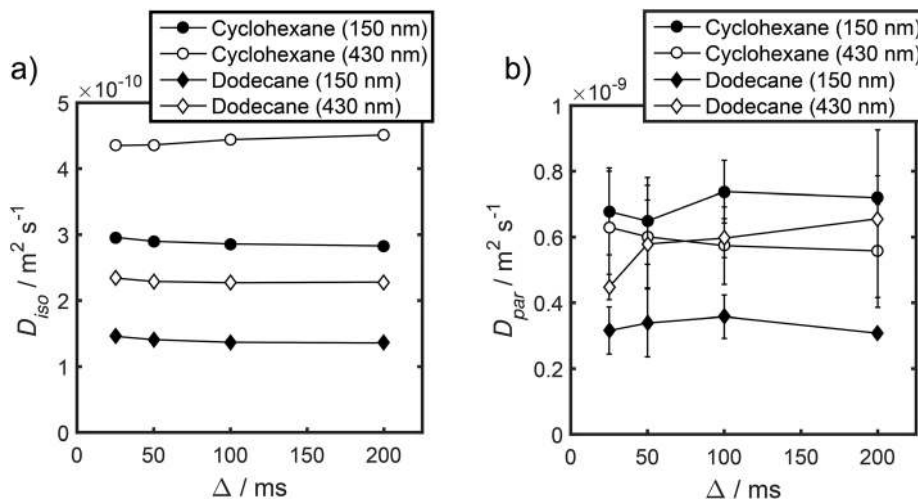 a)
Cyclohexane (150 nm)
Cyclohexane (430 nm)
Dodecane (150 nm)
Dodecane (430 nm)
×10⁻¹⁰
5
4
3
2
1
0
D_iso / m² s⁻¹
0 50 100 150 200
Δ / ms
b)
Cyclohexane (150 nm)
Cyclohexane (430 nm)
Dodecane (150 nm)
Dodecane (430 nm)
×10⁻⁹
1
0.8
0.6
0.4
0.2
0
D_par / m² s⁻¹
0 50 100 150 200
Δ / ms